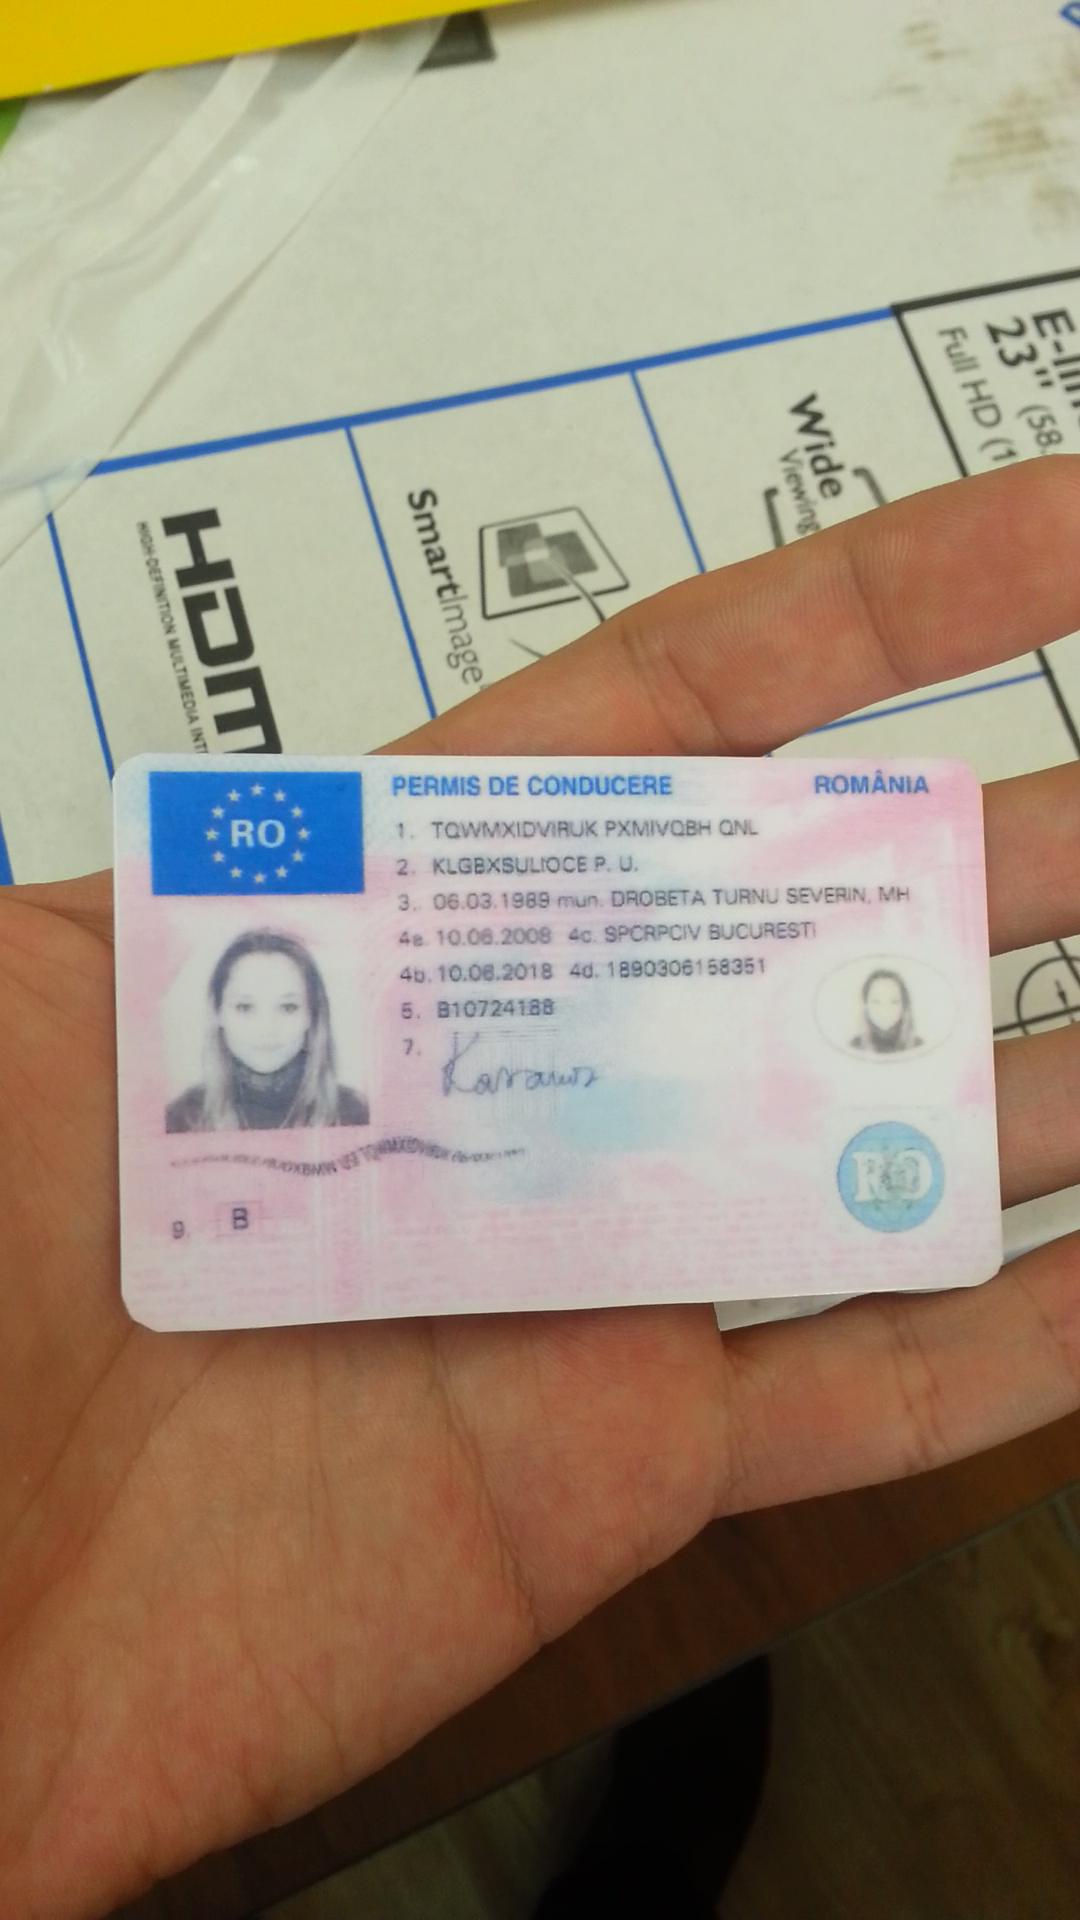 E-lin
23" (58.
Full HD (1
Wide
Viewing
SmartImage
HDMI
HIGH-DEFINITION MULTIMEDIA INT
RO
PERMIS DE CONDUCERE ROMÂNIA
1. TQWMXIDVIRUK PXMIVQBH QNL
2. KLGBXSULIOCE P. U.
3. 06.03.1989 mun. DROBETA TURNU SEVERIN, MH
4a. 10.06.2008 4c. SPCRPCIV BUCURESTI
4b. 10.06.2018 4d. 1890306158351
5. B10724188
7.
9. B
RO